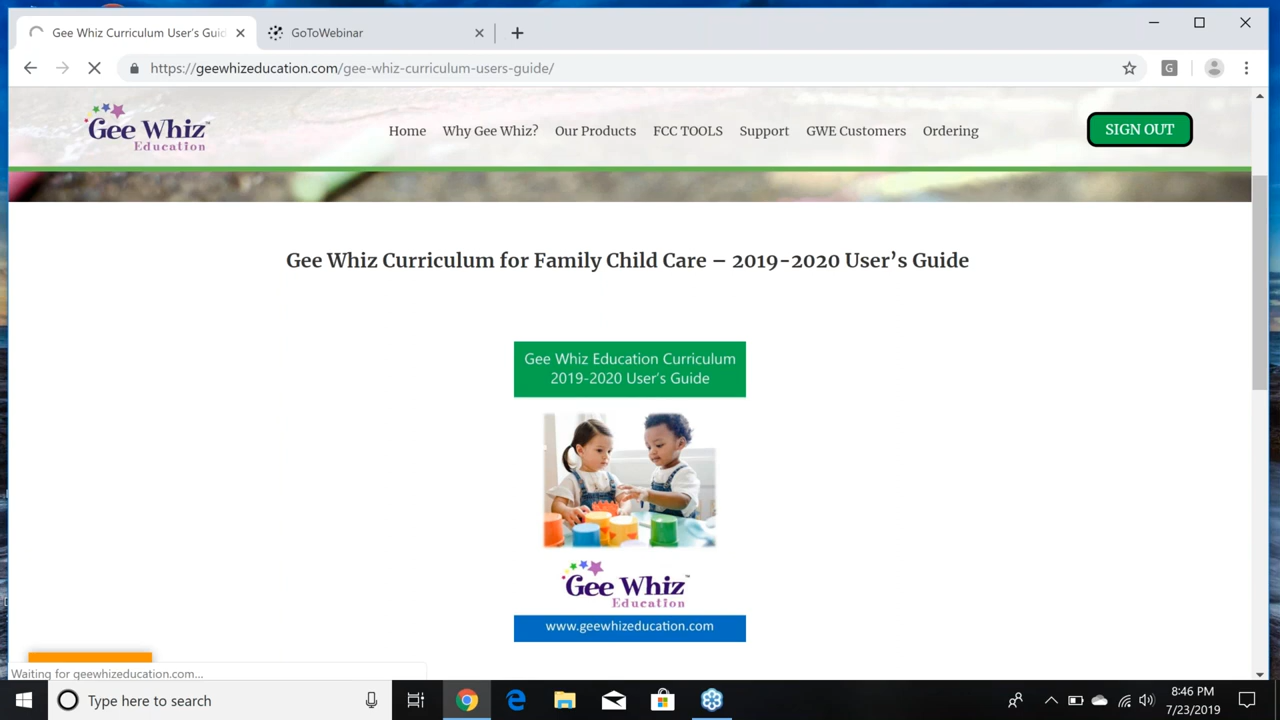 Gee Whiz Curriculum User's Guid
GoToWebinar
https://geewhizeducation.com/gee-whiz-curriculum-users-guide/
G
Gee Whiz™
Education
Home
Why Gee Whiz?
Our Products
FCC TOOLS
Support
GWE Customers
Ordering
SIGN OUT
Gee Whiz Curriculum for Family Child Care – 2019-2020 User’s Guide
Gee Whiz Education Curriculum
2019-2020 User's Guide
Gee Whiz™
Education
www.geewhizeducation.com
Waiting for geewhizeducation.com...
Type here to search
8:46 PM
7/23/2019